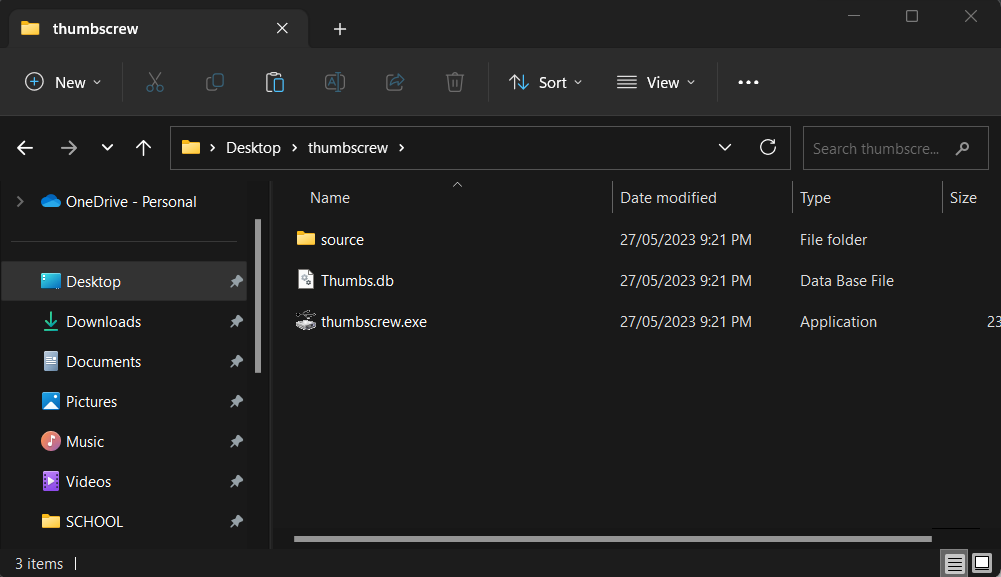 thumbscrew
New
Sort
View
Desktop
thumbscrew
Search thumbscre...
OneDrive - Personal
Desktop
Downloads
Documents
Pictures
Music
Videos
SCHOOL
Name Date modified Type Size
source 27/05/2023 9:21 PM File folder
Thumbs.db 27/05/2023 9:21 PM Data Base File
thumbscrew.exe 27/05/2023 9:21 PM Application 23
3 items